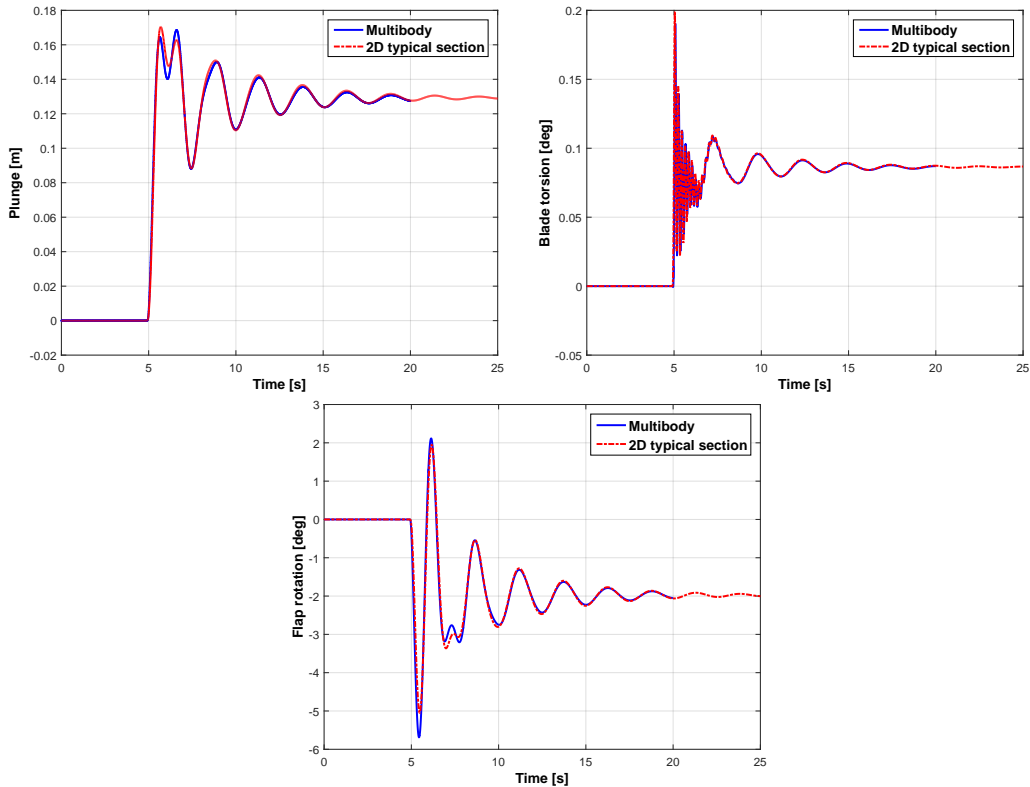 0.18
0.16
0.14
0.12
0.1
0.08
0.06
0.04
0.02
0
-0.02
Plunge [m]
0 5 10 15 20 25
Time [s]
Multibody
2D typical section
0.2
0.15
0.1
0.05
0
-0.05
Blade torsion [deg]
0 5 10 15 20 25
Time [s]
Multibody
2D typical section
3
2
1
0
-1
-2
-3
-4
-5
-6
Flap rotation [deg]
0 5 10 15 20 25
Time [s]
Multibody
2D typical section